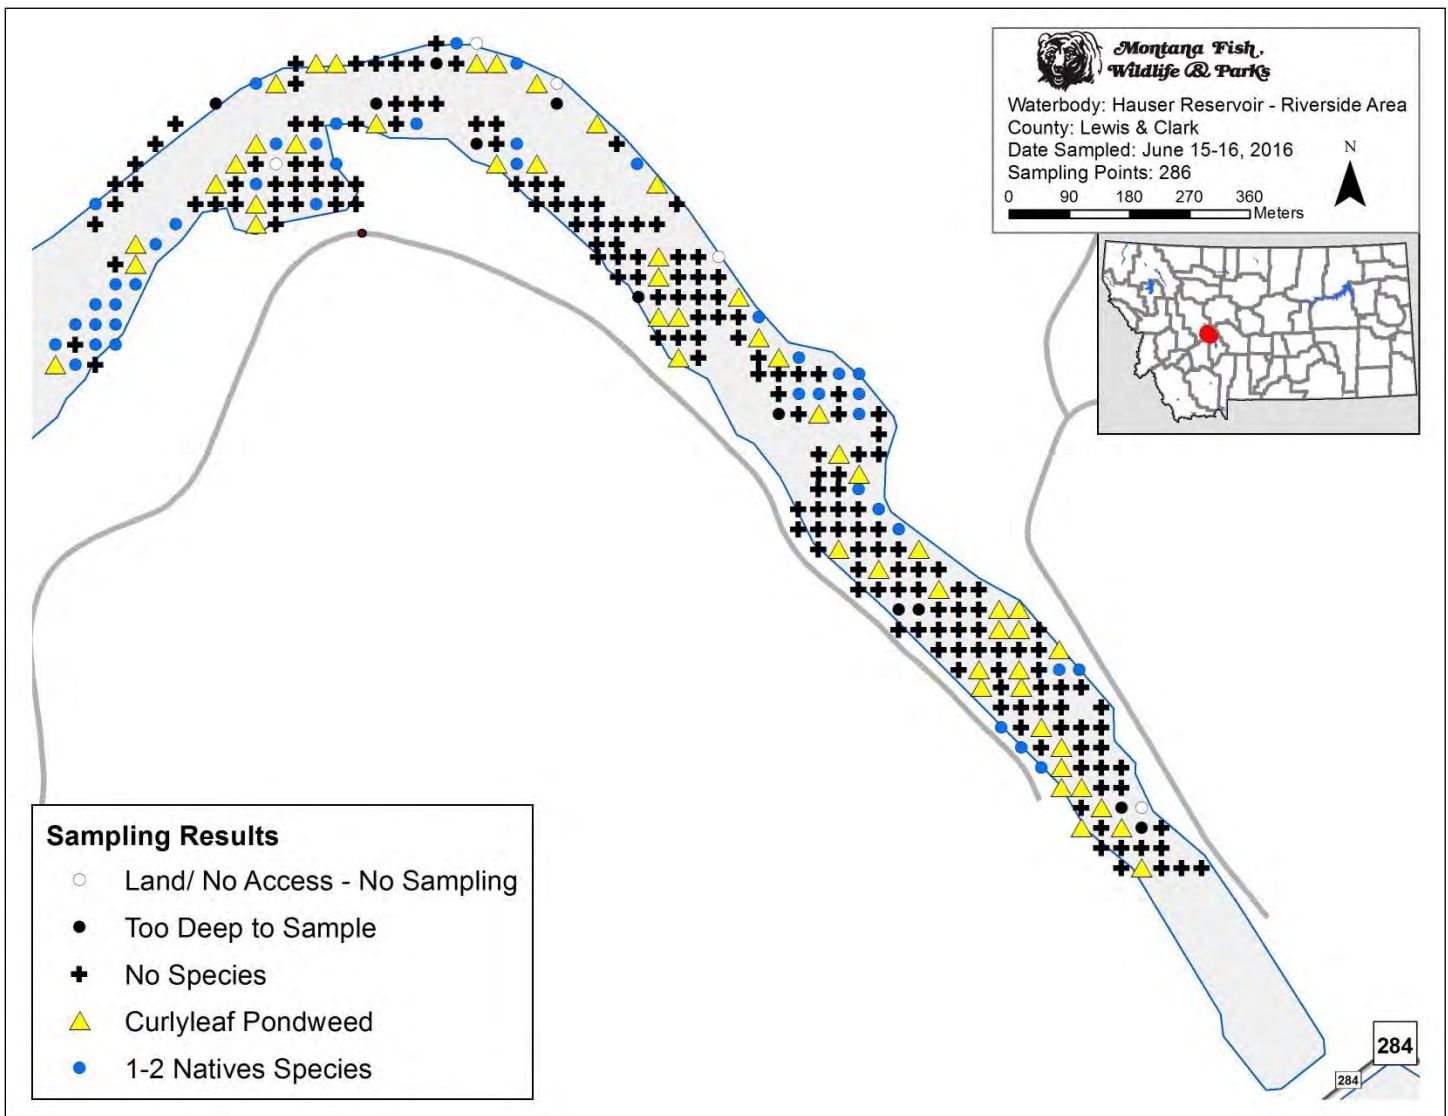 Montana Fish,
Wildlife & Parks
Waterbody: Hauser Reservoir - Riverside Area
County: Lewis & Clark
Date Sampled: June 15-16, 2016
Sampling Points: 286
N
0 90 180 270 360
Meters
Sampling Results
Land/ No Access - No Sampling
Too Deep to Sample
No Species
Curlyleaf Pondweed
1-2 Natives Species
284
284